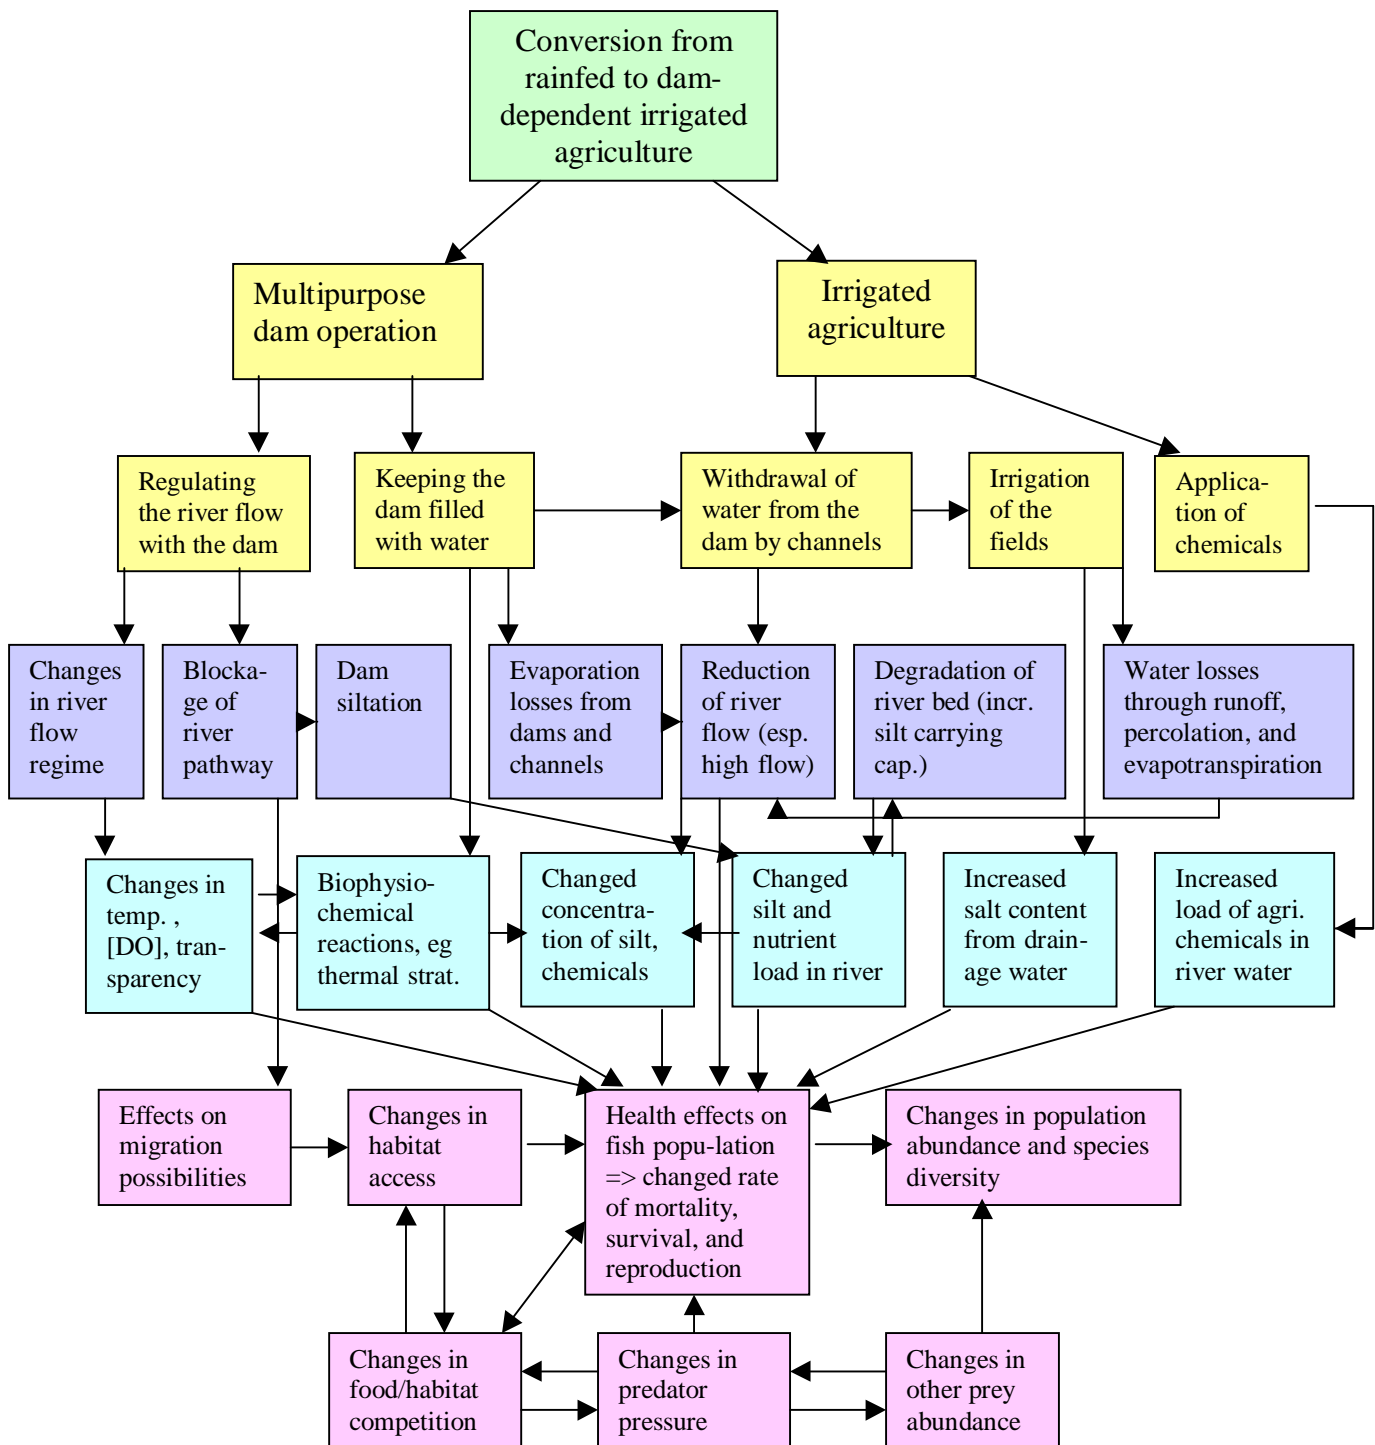 Conversion from
rainfed to dam-
dependent irrigated
agriculture
Multipurpose
dam operation
Irrigated
agriculture
Regulating
the river flow
with the dam
Keeping the
dam filled
with water
Withdrawal of
water from the
dam by channels
Irrigation
of the
fields
Applica-
tion of
chemicals
Changes
in river
flow
regime
Blocka-
ge of
river
pathway
Dam
siltation
Evaporation
losses from
dams and
channels
Reduction
of river
flow (esp.
high flow)
Degradation of
river bed (incr.
silt carrying
cap.)
Water losses
through runoff,
percolation, and
evapotranspiration
Changes in
temp. ,
[DO], tran-
sparency
Biophysio-
chemical
reactions, eg
thermal strat.
Changed
concentra-
tion of silt,
chemicals
Changed
silt and
nutrient
load in river
Increased
salt content
from drain-
age water
Increased
load of agri.
chemicals in
river water
Effects on
migration
possibilities
Changes in
habitat
access
Health effects on
fish popu-lation
=> changed rate
of mortality,
survival, and
reproduction
Changes in population
abundance and species
diversity
Changes in
food/habitat
competition
Changes in
predator
pressure
Changes in
other prey
abundance